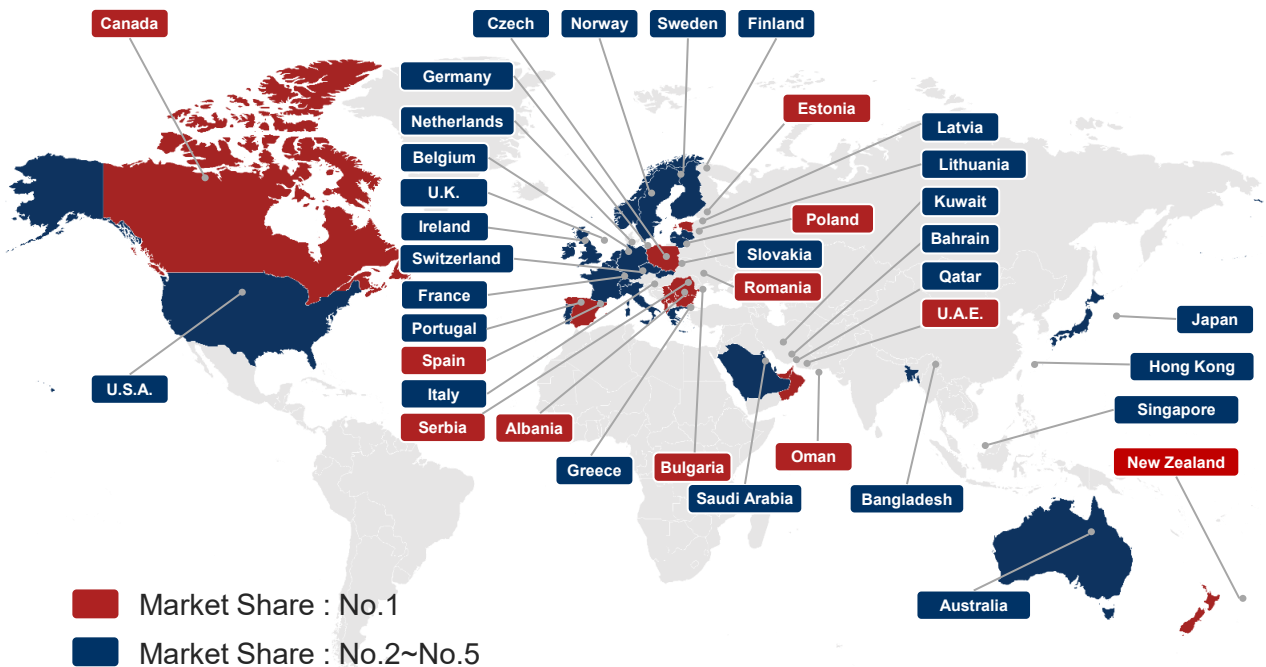 Canada
Czech
Norway
Sweden
Finland
Germany
Netherlands
Belgium
U.K.
Ireland
Switzerland
France
Portugal
Spain
Italy
Serbia
Albania
Greece
Bulgaria
Estonia
Latvia
Lithuania
Poland
Kuwait
Slovakia
Bahrain
Romania
Qatar
U.A.E.
Oman
Saudi Arabia
Bangladesh
Japan
Hong Kong
Singapore
New Zealand
Australia
U.S.A.
Market Share : No.1
Market Share : No.2~No.5